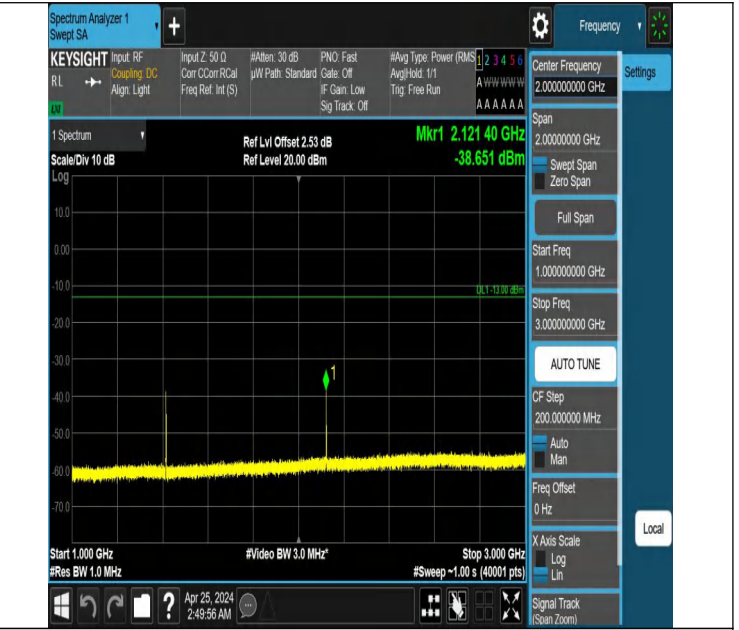 Spectrum Analyzer 1
Swept SA
+
Frequency
KEYSIGHT
RL
Input: RF
Coupling: DC
Align: Light
Input Z: 50 Ω
Corr CCorr RCal
Freq Ref: Int (S)
#Atten: 30 dB
µW Path: Standard
PNO: Fast
Gate: Off
IF Gain: Low
Sig Track: Off
#Avg Type: Power (RMS
Avg|Hold: 1/1
Trig: Free Run
1 2 3 4 5 6
A W W W W W
A A A A A A
1 Spectrum
Scale/Div 10 dB
Log
Ref Lvl Offset 2.53 dB
Ref Level 20.00 dBm
Mkr1 2.121 40 GHz
-38.651 dBm
10.0
0.00
-10.0
DL1 -13.00 dBm
-20.0
-30.0
1
-40.0
-50.0
-60.0
-70.0
Start 1.000 GHz
#Res BW 1.0 MHz
#Video BW 3.0 MHz*
Stop 3.000 GHz
#Sweep ~1.00 s (40001 pts)
Center Frequency
2.000000000 GHz
Span
2.00000000 GHz
Swept Span
Zero Span
Full Span
Start Freq
1.000000000 GHz
Stop Freq
3.000000000 GHz
AUTO TUNE
CF Step
200.000000 MHz
Auto
Man
Freq Offset
0 Hz
X Axis Scale
Log
Lin
Signal Track
(Span Zoom)
Settings
Local
?
Apr 25, 2024
2:49:56 AM